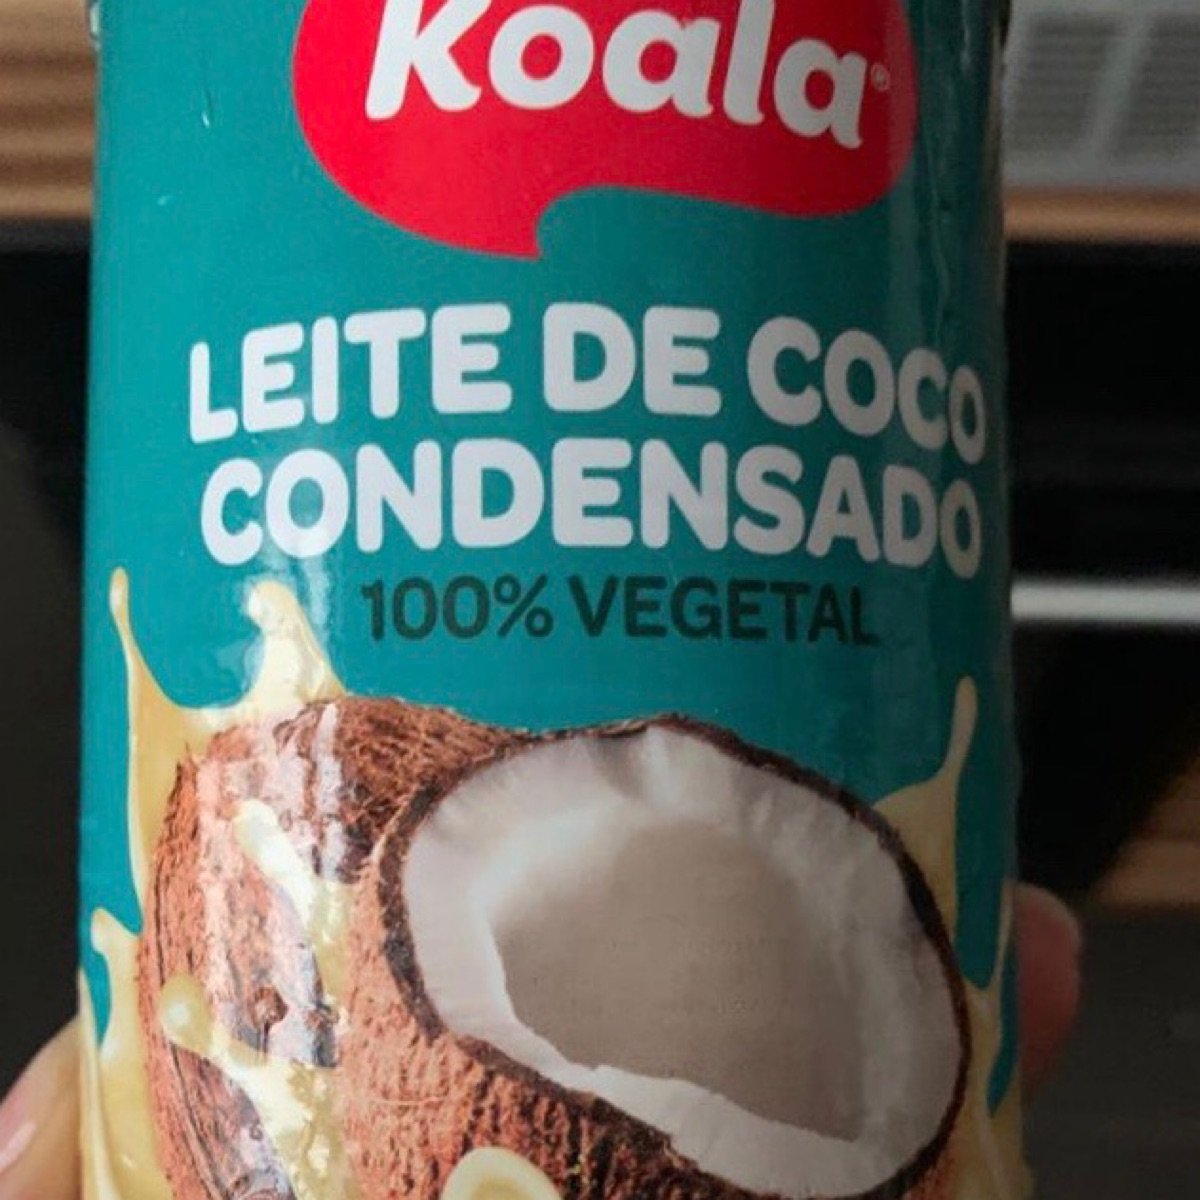 Koala®
LEITE DE COCO
CONDENSADO
100% VEGETAL